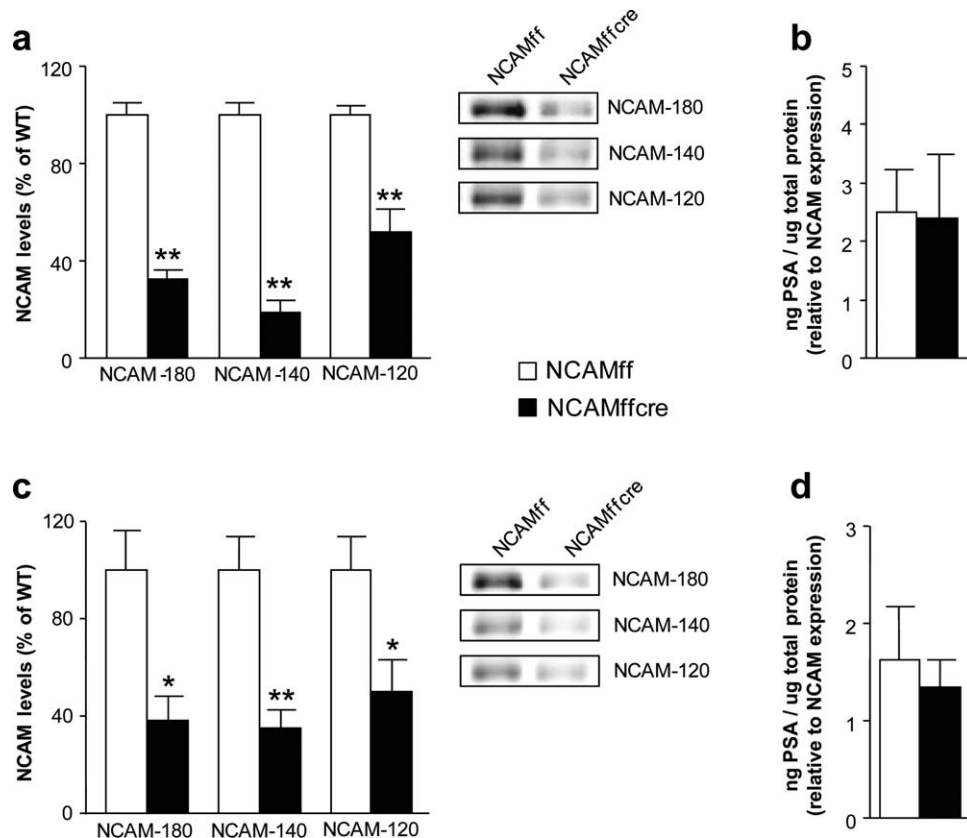 a
NCAM levels (% of WT)
120
80
40
0
**
**
**
NCAM-180
NCAM-140
NCAM-120
NCAMff
NCAMffcre
NCAM-180
NCAM-140
NCAM-120
b
ng PSA / ug total protein
(relative to NCAM expression)
5
4
3
2
1
0
NCAMff
NCAMffcre
c
NCAM levels (% of WT)
120
80
40
0
*
**
*
NCAM-180
NCAM-140
NCAM-120
NCAMff
NCAMffcre
NCAM-180
NCAM-140
NCAM-120
d
ng PSA / ug total protein
(relative to NCAM expression)
3
2
1
0